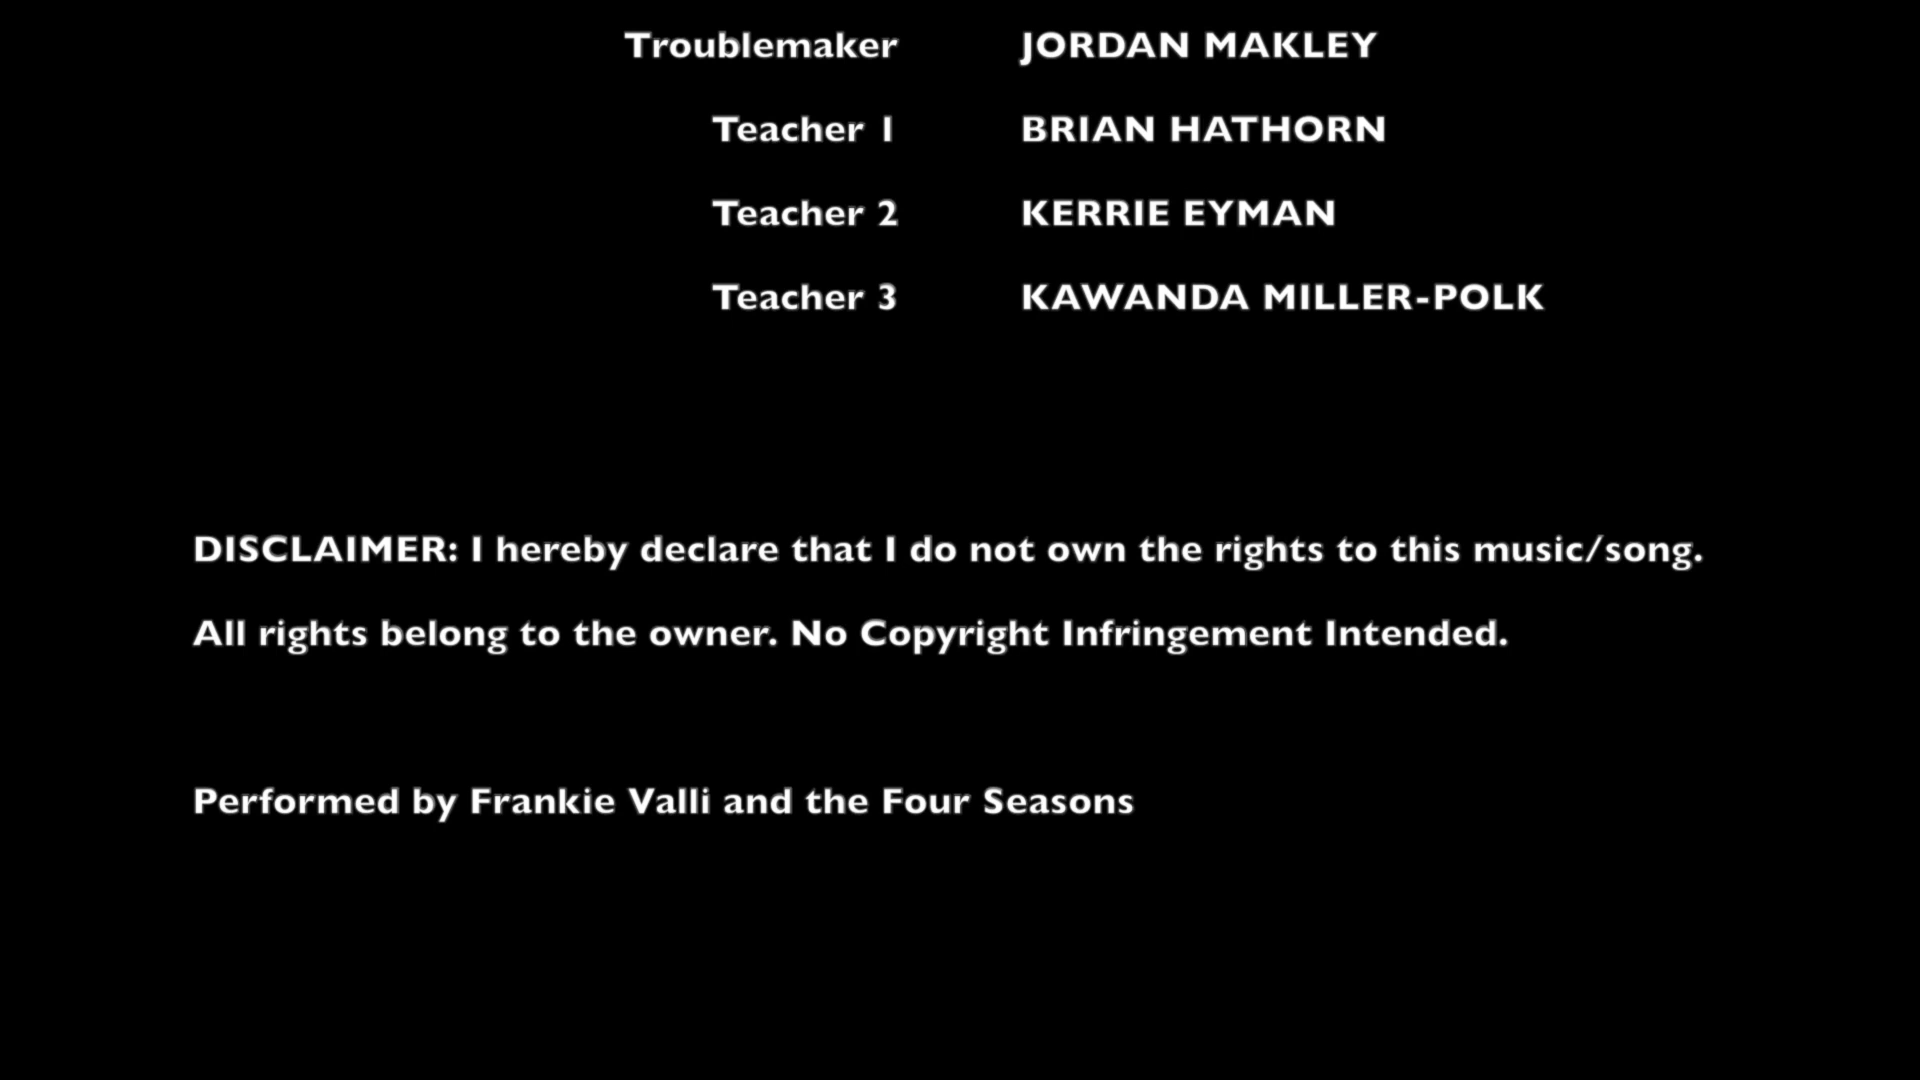 Troublemaker JORDAN MAKLEY
Teacher 1 BRIAN HATHORN
Teacher 2 KERRIE EYMAN
Teacher 3 KAWANDA MILLER-POLK
DISCLAIMER: I hereby declare that I do not own the rights to this music/song.
All rights belong to the owner. No Copyright Infringement Intended.
Performed by Frankie Valli and the Four Seasons